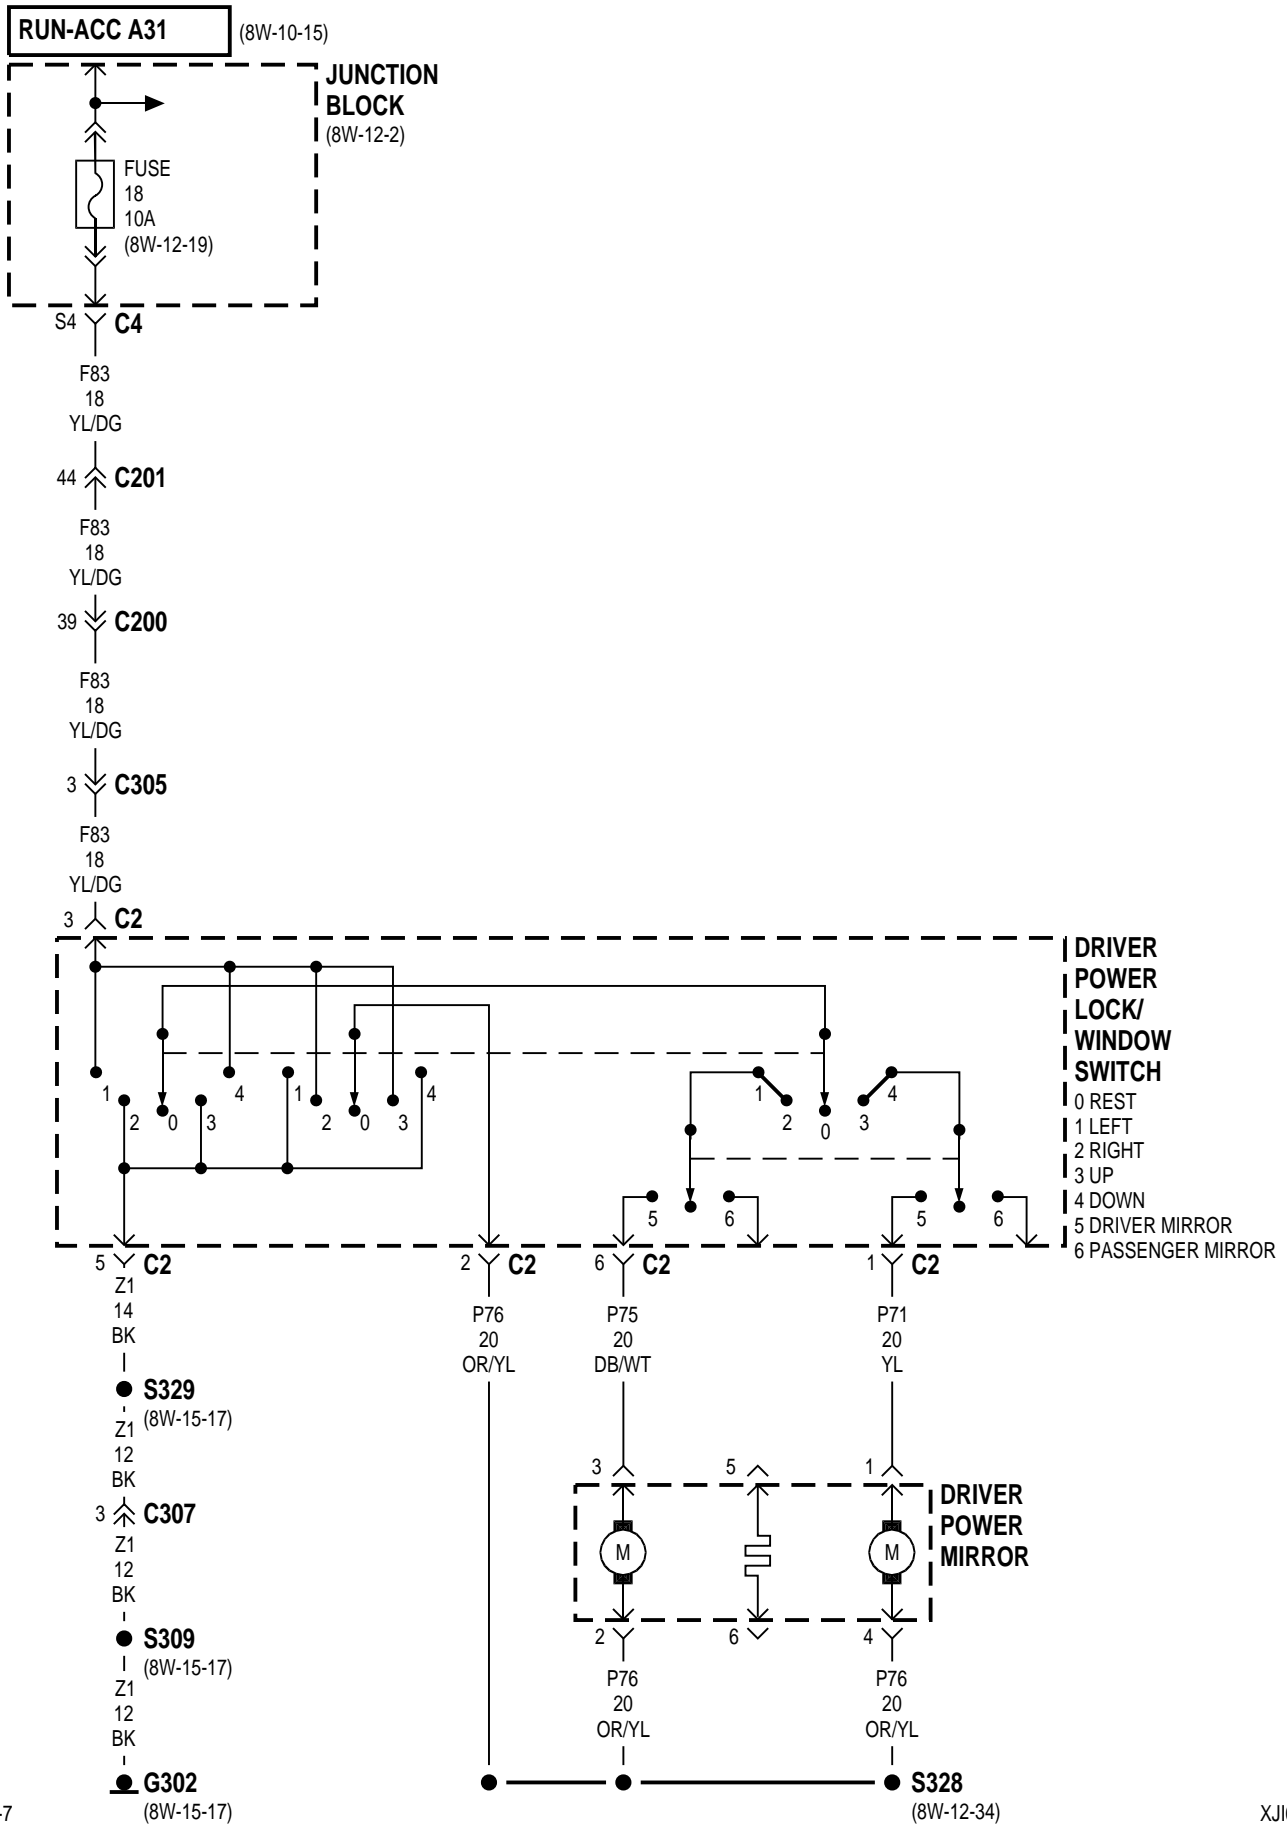 RUN-ACC A31 (8W-10-15)
JUNCTION
BLOCK
(8W-12-2)
FUSE
18
10A
(8W-12-19)
S4 C4
F83
18
YL/DG
44 C201
F83
18
YL/DG
39 C200
F83
18
YL/DG
3 C305
F83
18
YL/DG
3 C2
DRIVER
POWER
LOCK/
WINDOW
SWITCH
0 REST
1 LEFT
2 RIGHT
3 UP
4 DOWN
5 DRIVER MIRROR
6 PASSENGER MIRROR
1 4 1 4 1 4
2 0 3 2 0 3 2 0 3
5 6 5 6
5 C2 2 C2 6 C2 1 C2
Z1
14
BK
P76
20
OR/YL
P75
20
DB/WT
P71
20
YL
S329
(8W-15-17)
Z1
12
BK
3 5 1
DRIVER
POWER
MIRROR
M M
3 C307
Z1
12
BK
2 6 4
S309
(8W-15-17)
Z1
12
BK
P76
20
OR/YL
P76
20
OR/YL
G302
(8W-15-17)
S328
(8W-12-34)
-7
XJI